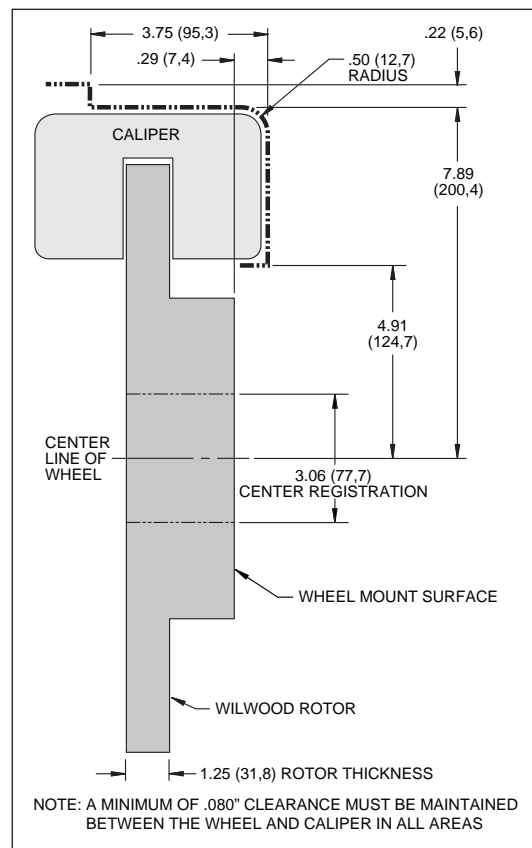 3.75 (95,3)
.22 (5,6)
.29 (7,4)
.50 (12,7)
RADIUS
CALIPER
7.89
(200,4)
4.91
(124,7)
CENTER
LINE OF
WHEEL
3.06 (77,7)
CENTER REGISTRATION
WHEEL MOUNT SURFACE
WILWOOD ROTOR
1.25 (31,8) ROTOR THICKNESS
NOTE: A MINIMUM OF .080" CLEARANCE MUST BE MAINTAINED
BETWEEN THE WHEEL AND CALIPER IN ALL AREAS